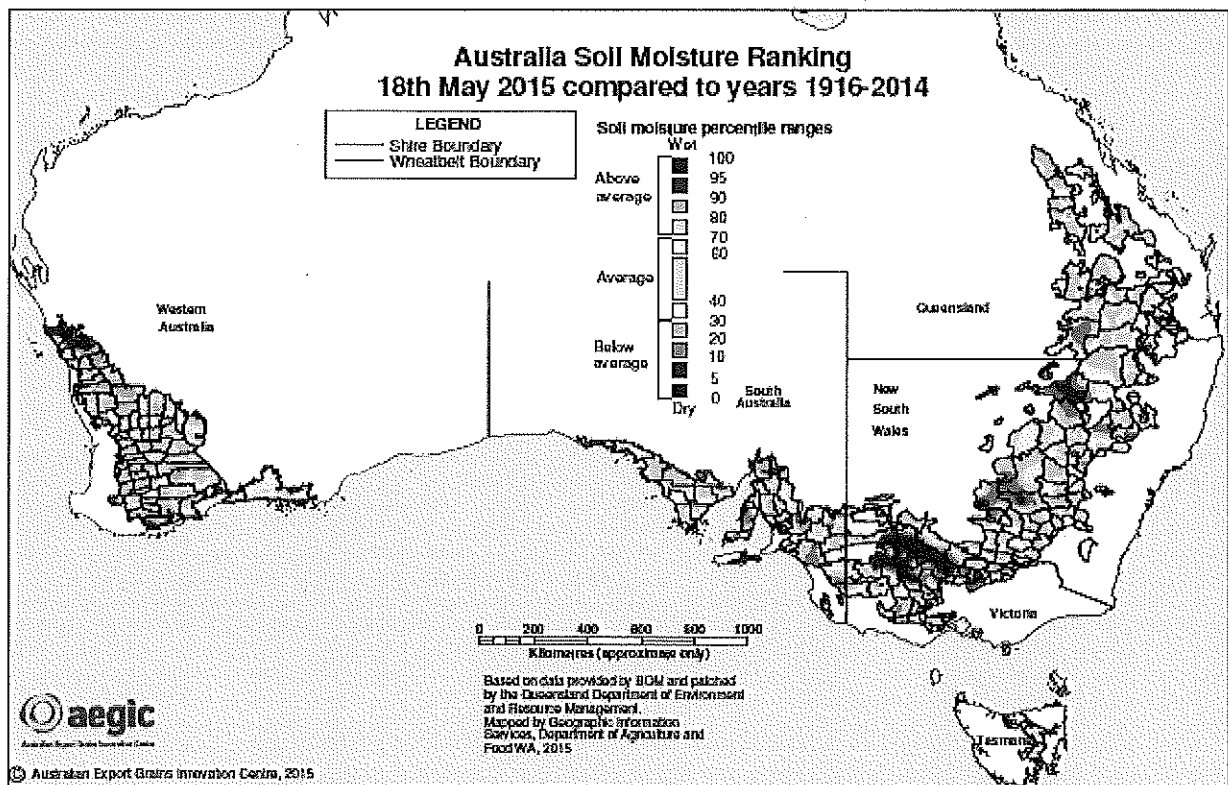 Australia Soil Moisture Ranking
18th May 2015 compared to years 1916-2014
LEGEND
Shire Boundary
Wheatbelt Boundary
Soil moisture percentile ranges
Wet
Above average
Average
Below average
100
95
90
80
70
60
40
30
20
10
5
0
Dry
Western
Australia
South
Australia
Queensland
New
South
Wales
Victoria
Tasmania
0 200 400 600 800 1000
Kilometres (approximate only)
Based on data provided by BOM and patched
by the Queensland Department of Environment
and Resource Management.
Mapped by Geographic Information
Services, Department of Agriculture and
Food WA, 2015
aegic
Australian Export Grains Innovation Centre
© Australian Export Grains Innovation Centre, 2015